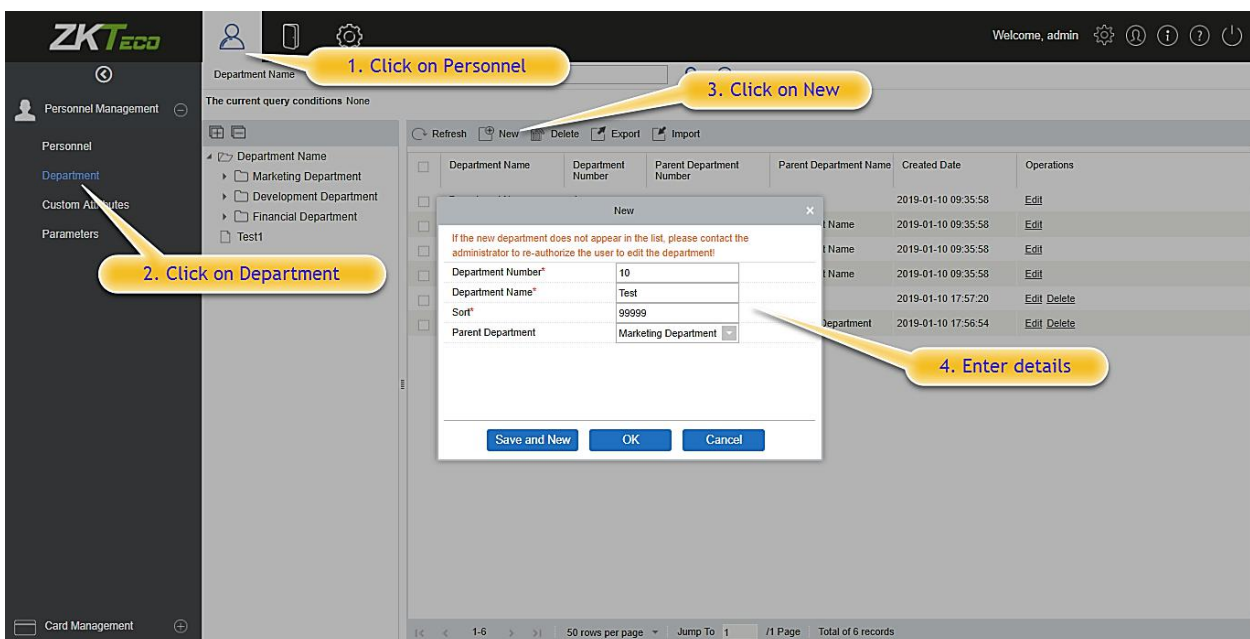 ZKTECO
Welcome, admin
1. Click on Personnel
Department Name
3. Click on New
Personnel Management
The current query conditions None
Refresh New Delete Export Import
Personnel
Department
Custom Attributes
Parameters
2. Click on Department
Department Name
Marketing Department
Development Department
Financial Department
Test1
Department Name Department Number Parent Department Number Parent Department Name Created Date Operations
2019-01-10 09:35:58 Edit
t Name 2019-01-10 09:35:58 Edit
t Name 2019-01-10 09:35:58 Edit
t Name 2019-01-10 09:35:58 Edit
2019-01-10 17:57:20 Edit Delete
Department 2019-01-10 17:56:54 Edit Delete
New
If the new department does not appear in the list, please contact the
administrator to re-authorize the user to edit the department!
Department Number* 10
Department Name* Test
Sort* 99999
Parent Department Marketing Department
4. Enter details
Save and New OK Cancel
Card Management
1-6 50 rows per page Jump To 1 /1 Page Total of 6 records